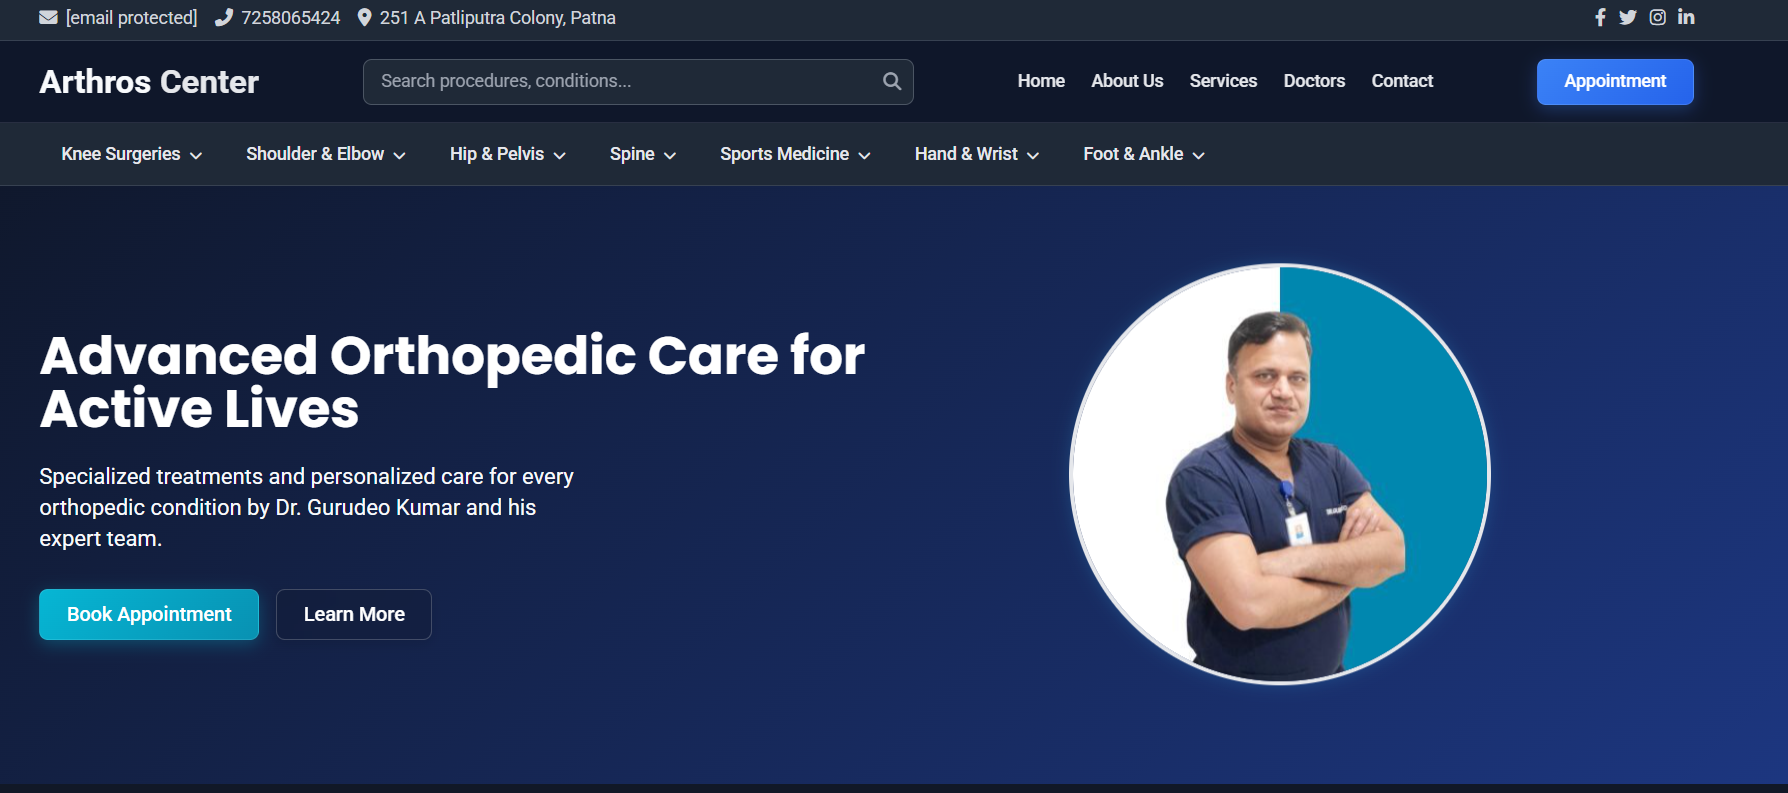 [email protected] 7258065424 251 A Patliputra Colony, Patna
Arthros Center
Search procedures, conditions...
Home About Us Services Doctors Contact
Appointment
Knee Surgeries Shoulder & Elbow Hip & Pelvis Spine Sports Medicine Hand & Wrist Foot & Ankle
Advanced Orthopedic Care for
Active Lives
Specialized treatments and personalized care for every
orthopedic condition by Dr. Gurudeo Kumar and his
expert team.
Book Appointment
Learn More